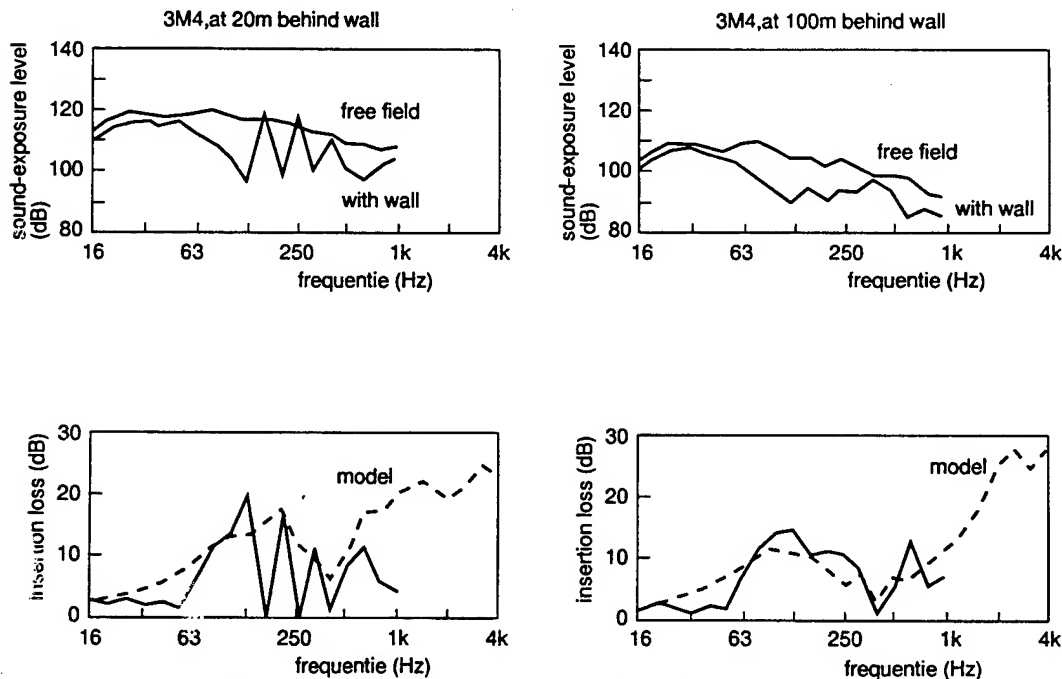 3M4,at 20m behind wall
140
120
100
80
sound-exposure level
(dB)
free field
with wall
16
63
250
1k
4k
frequentie (Hz)
3M4,at 100m behind wall
140
120
100
80
sound-exposure level
(dB)
free field
with wall
16
63
250
1k
4k
frequentie (Hz)
30
20
10
0
insertion loss (dB)
model
16
63
250
1k
4k
frequentie (Hz)
30
20
10
0
insertion loss (dB)
model
16
63
250
1k
4k
frequentie (Hz)